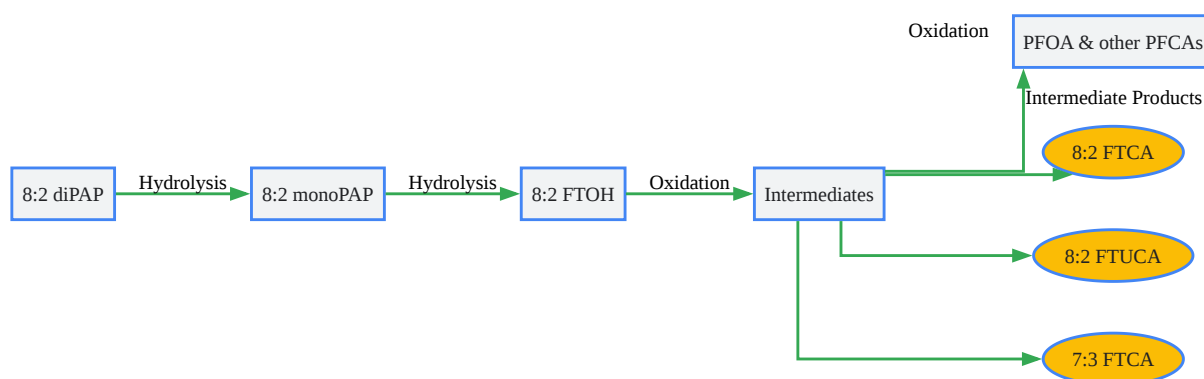 Oxidation
PFOA & other PFCAs
Intermediate Products
8:2 FTCA
8:2 diPAP
Hydrolysis
8:2 monoPAP
Hydrolysis
8:2 FTOH
Oxidation
Intermediates
8:2 FTUCA
7:3 FTCA